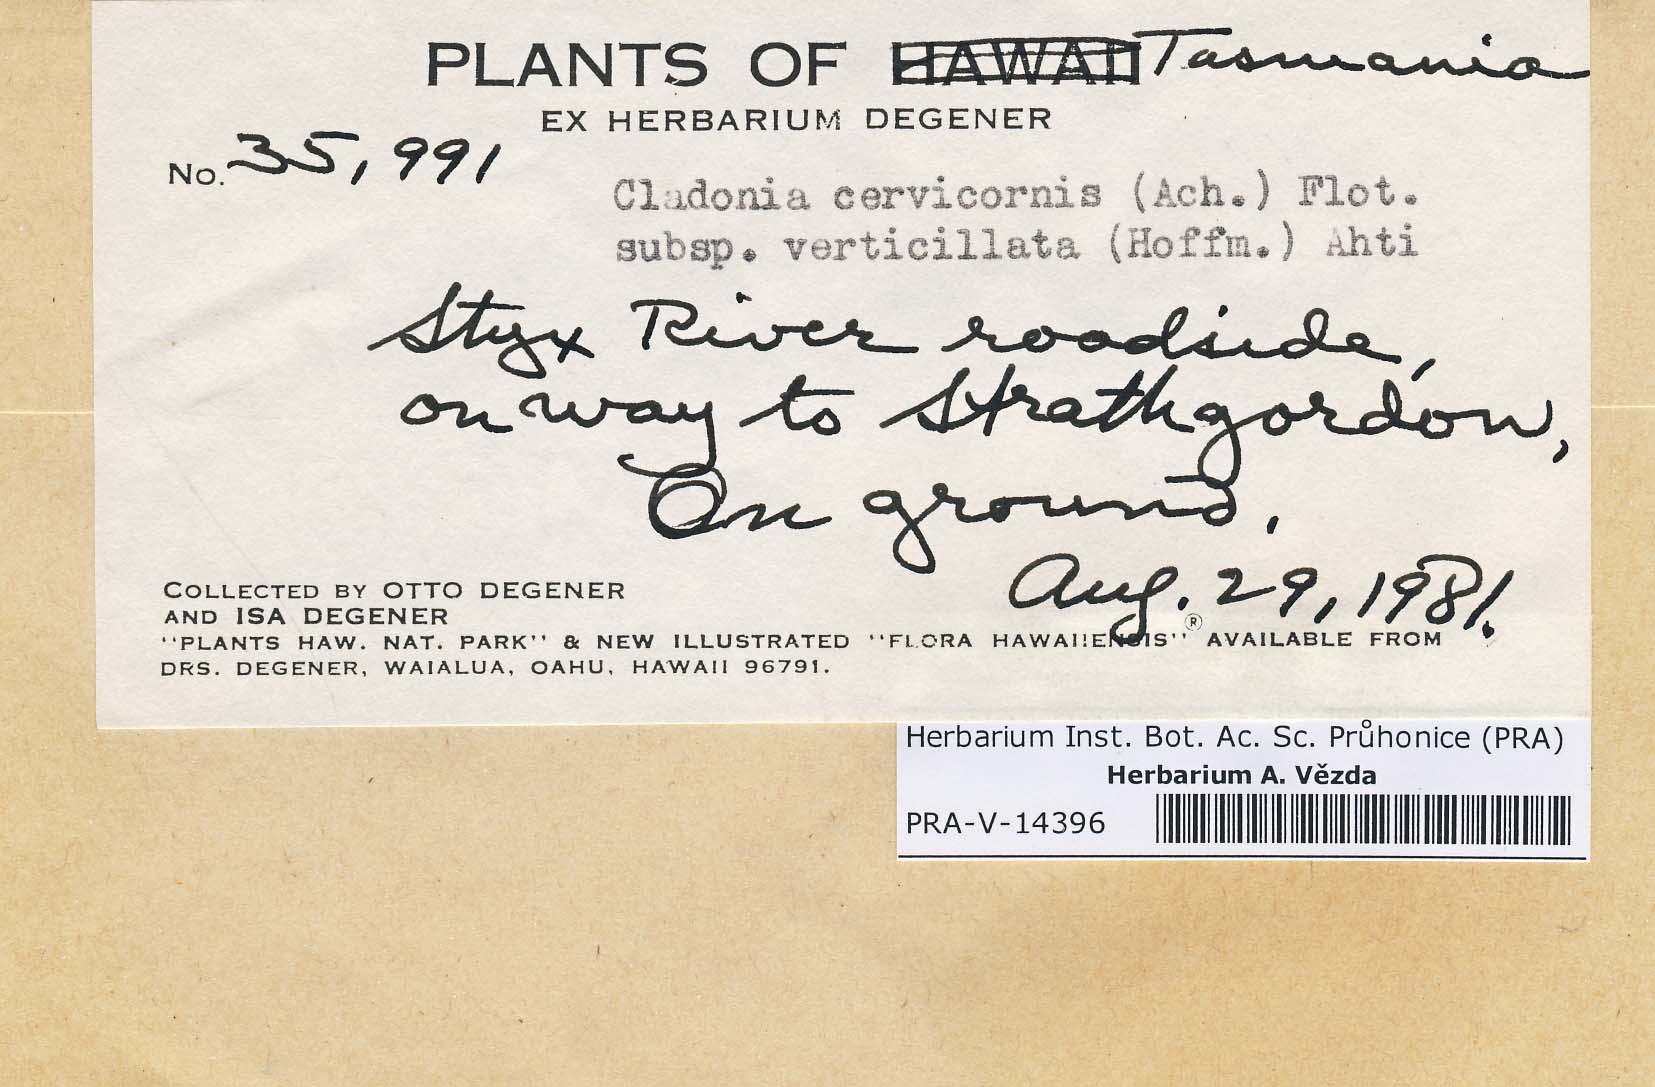 PLANTS OF HAWAII Tasmania
EX HERBARIUM DEGENER
No. 35,991
Cladonia cervicornis (Ach.) Flot.
subsp. verticillata (Hoffm.) Ahti
Styx River roadside,
on way to Strathgordon,
On ground.
Aug. 29, 1981.
COLLECTED BY OTTO DEGENER
AND ISA DEGENER
"PLANTS HAW. NAT. PARK" & NEW ILLUSTRATED "FLORA HAWAIIENSIS"® AVAILABLE FROM
DRS. DEGENER, WAIALUA, OAHU, HAWAII 96791.
Herbarium Inst. Bot. Ac. Sc. Průhonice (PRA)
Herbarium A. Vězda
PRA-V-14396